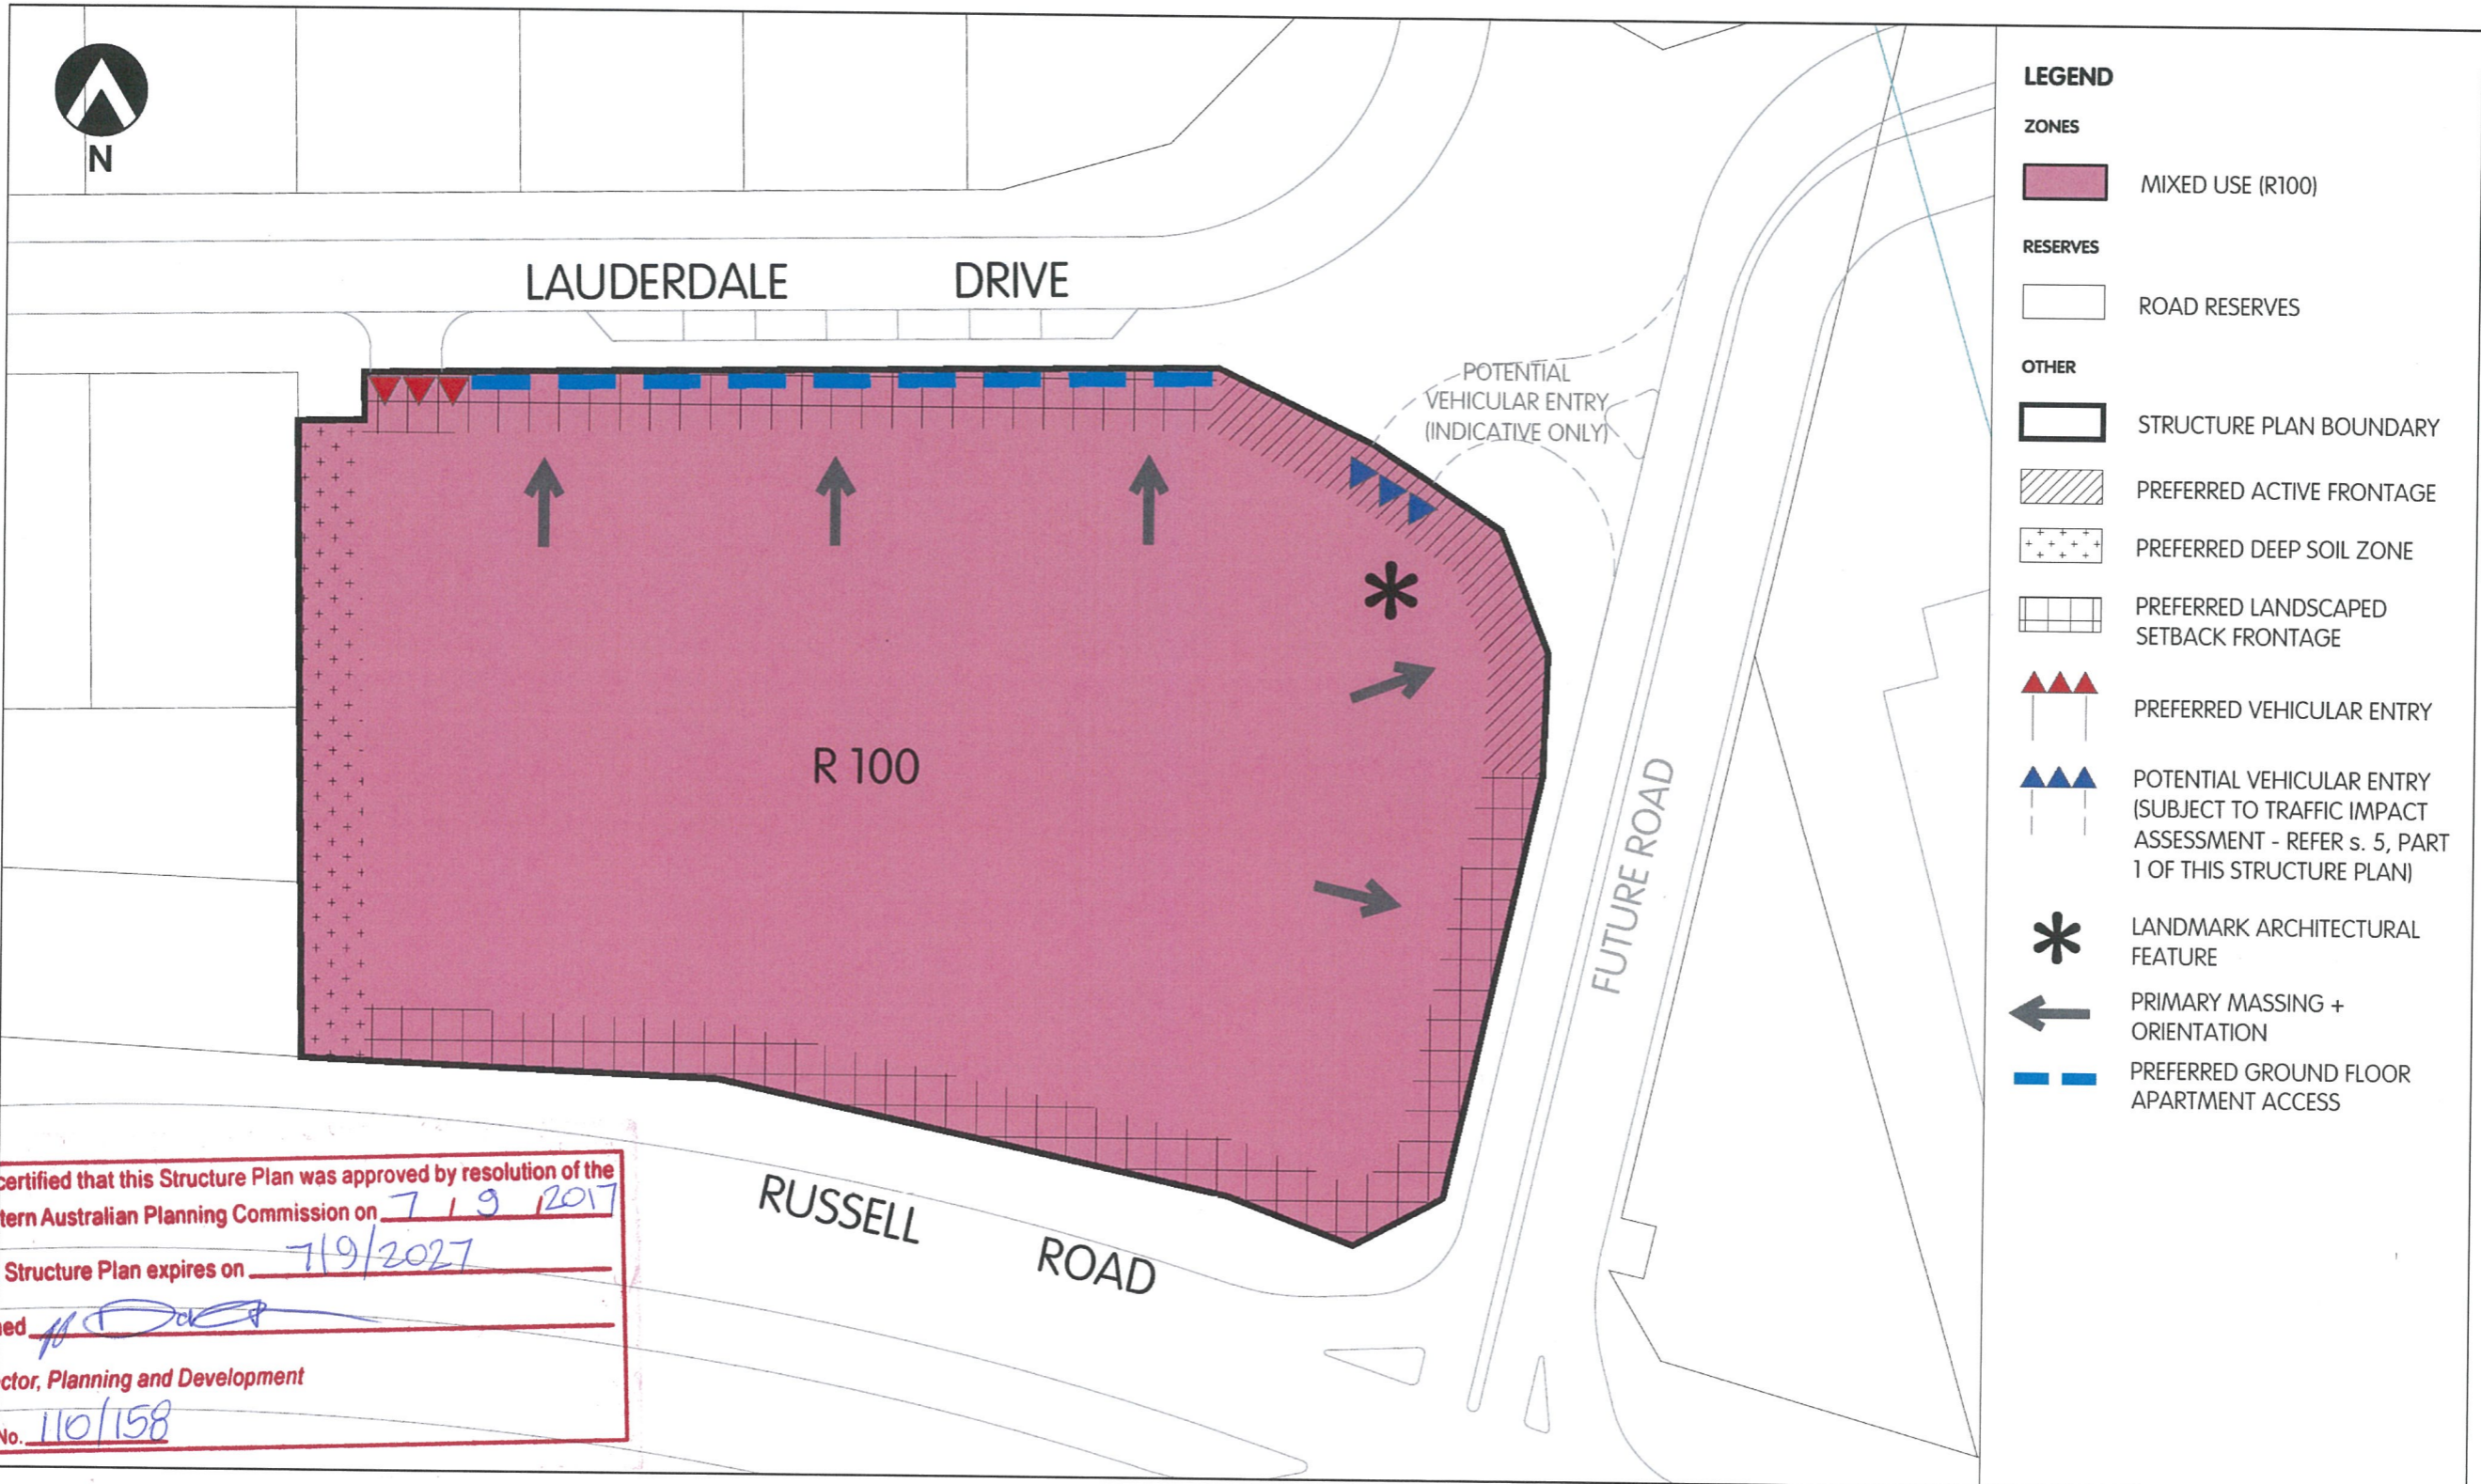 N
LAUDERDALE DRIVE
POTENTIAL
VEHICULAR ENTRY
(INDICATIVE ONLY)
R 100
FUTURE ROAD
RUSSELL ROAD
certified that this Structure Plan was approved by resolution of the
tern Australian Planning Commission on 7 / 9 / 2017
Structure Plan expires on 7/9/2027
ed
ctor, Planning and Development
No. 110/158
LEGEND
ZONES
MIXED USE (R100)
RESERVES
ROAD RESERVES
OTHER
STRUCTURE PLAN BOUNDARY
PREFERRED ACTIVE FRONTAGE
PREFERRED DEEP SOIL ZONE
PREFERRED LANDSCAPED
SETBACK FRONTAGE
PREFERRED VEHICULAR ENTRY
POTENTIAL VEHICULAR ENTRY
(SUBJECT TO TRAFFIC IMPACT
ASSESSMENT - REFER s. 5, PART
1 OF THIS STRUCTURE PLAN)
LANDMARK ARCHITECTURAL
FEATURE
PRIMARY MASSING +
ORIENTATION
PREFERRED GROUND FLOOR
APARTMENT ACCESS